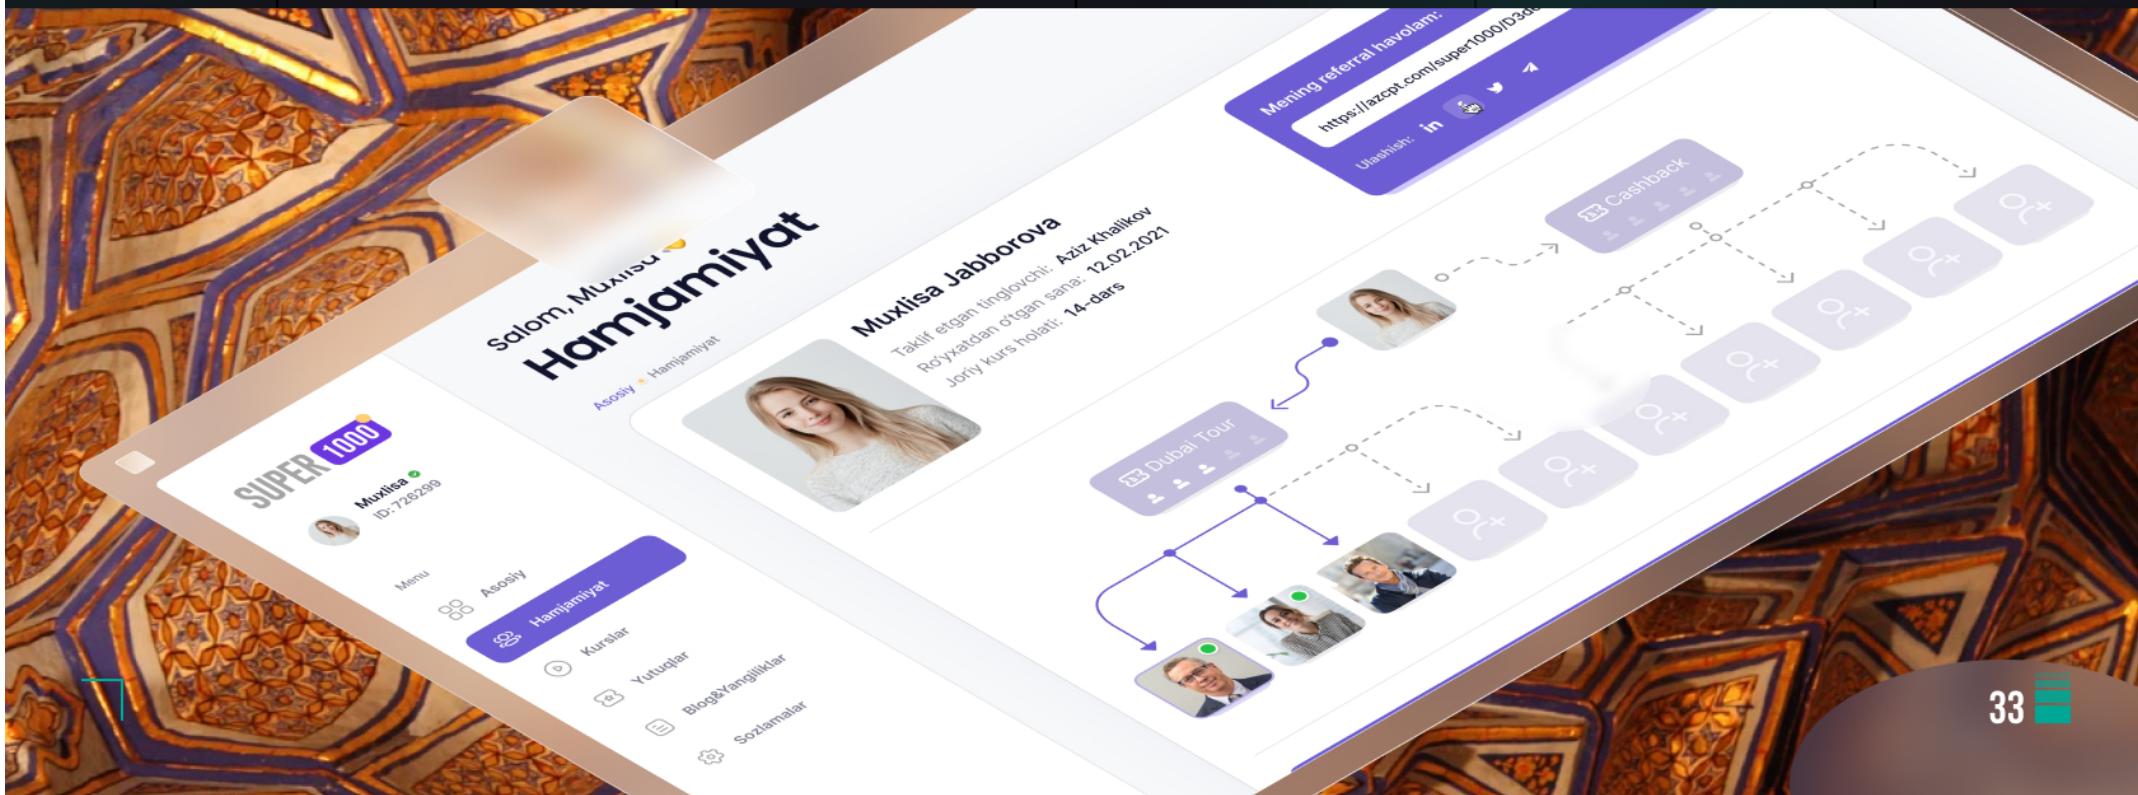 Salom, Muxlisa
Hamjamiyat
Asosiy
Hamjamiyat
SUPER 1000
Muxlisa
ID: 726299
Menu
Asosiy
Hamjamiyat
Kurslar
Yutuqlar
Blog&Yangiliklar
Sozlamalar
Muxlisa Jabborova
Taklif etgan tinglovchi: Aziz Khalikov
Ro'yxatdan o'tgan sana: 12.02.2021
Joriy kurs holati: 14-dars
Mening referral havolam:
https://azcpt.com/super1000/D3d
Ulashish: in
Cashback
Dubai Tour
33